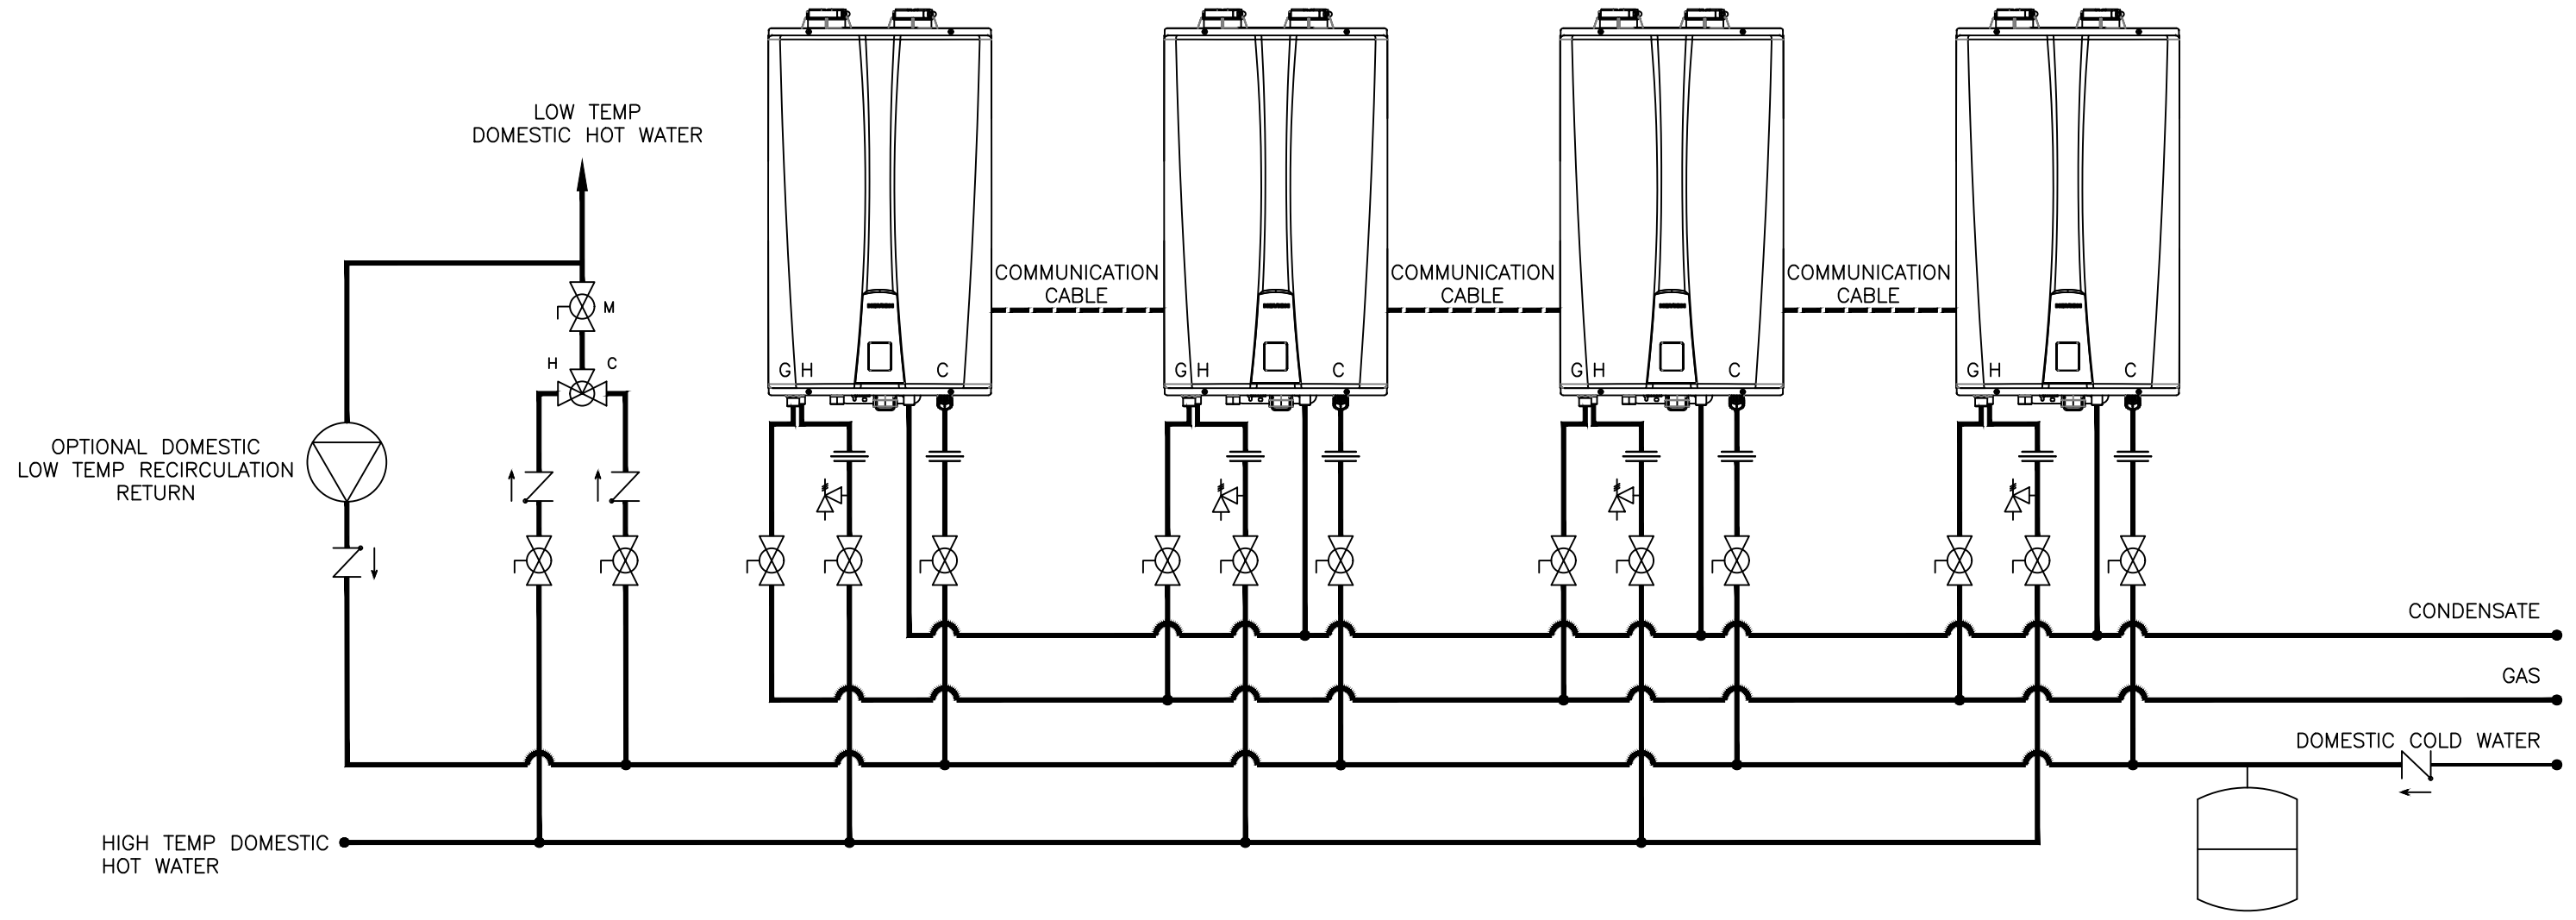 LOW TEMP
DOMESTIC HOT WATER
COMMUNICATION
CABLE
COMMUNICATION
CABLE
COMMUNICATION
CABLE
M
H C
G H C
G H C
G H C
G H C
OPTIONAL DOMESTIC
LOW TEMP RECIRCULATION
RETURN
CONDENSATE
GAS
DOMESTIC COLD WATER
HIGH TEMP DOMESTIC
HOT WATER